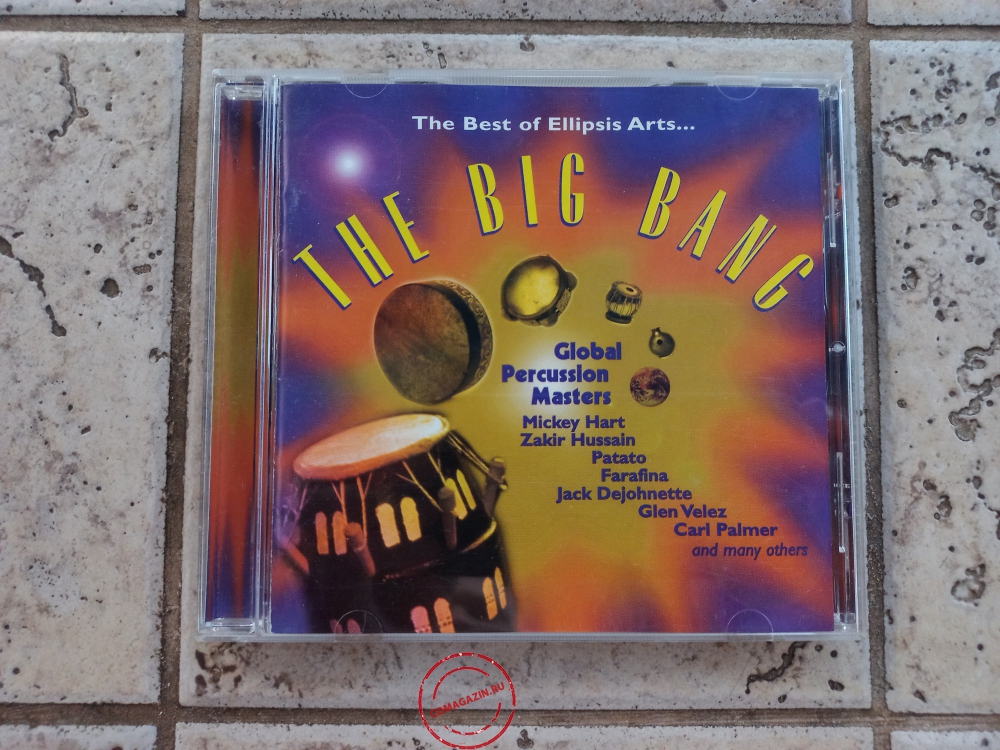 The Best of Ellipsis Arts...
THE BIG BANG
Global
Percussion
Masters
Mickey Hart
Zakir Hussain
Patato
Farafina
Jack Dejohnette
Glen Velez
Carl Palmer
and many others